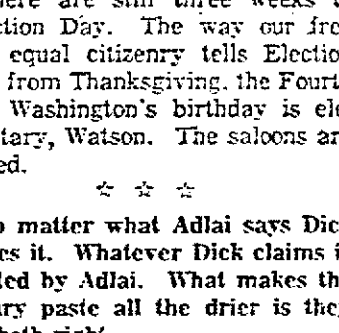 are still three weeks
ction Day. The way our fre
equal citizenry tells Electio
from Thanksgiving, the Fourt
Washington's birthday is ele
tary, Watson. The saloons ar
ed.
☆ ☆ ☆
matter what Adlai says Dic
es it. Whatever Dick claims i
led by Adlai. What makes th
ary paste all the drier is the
both right